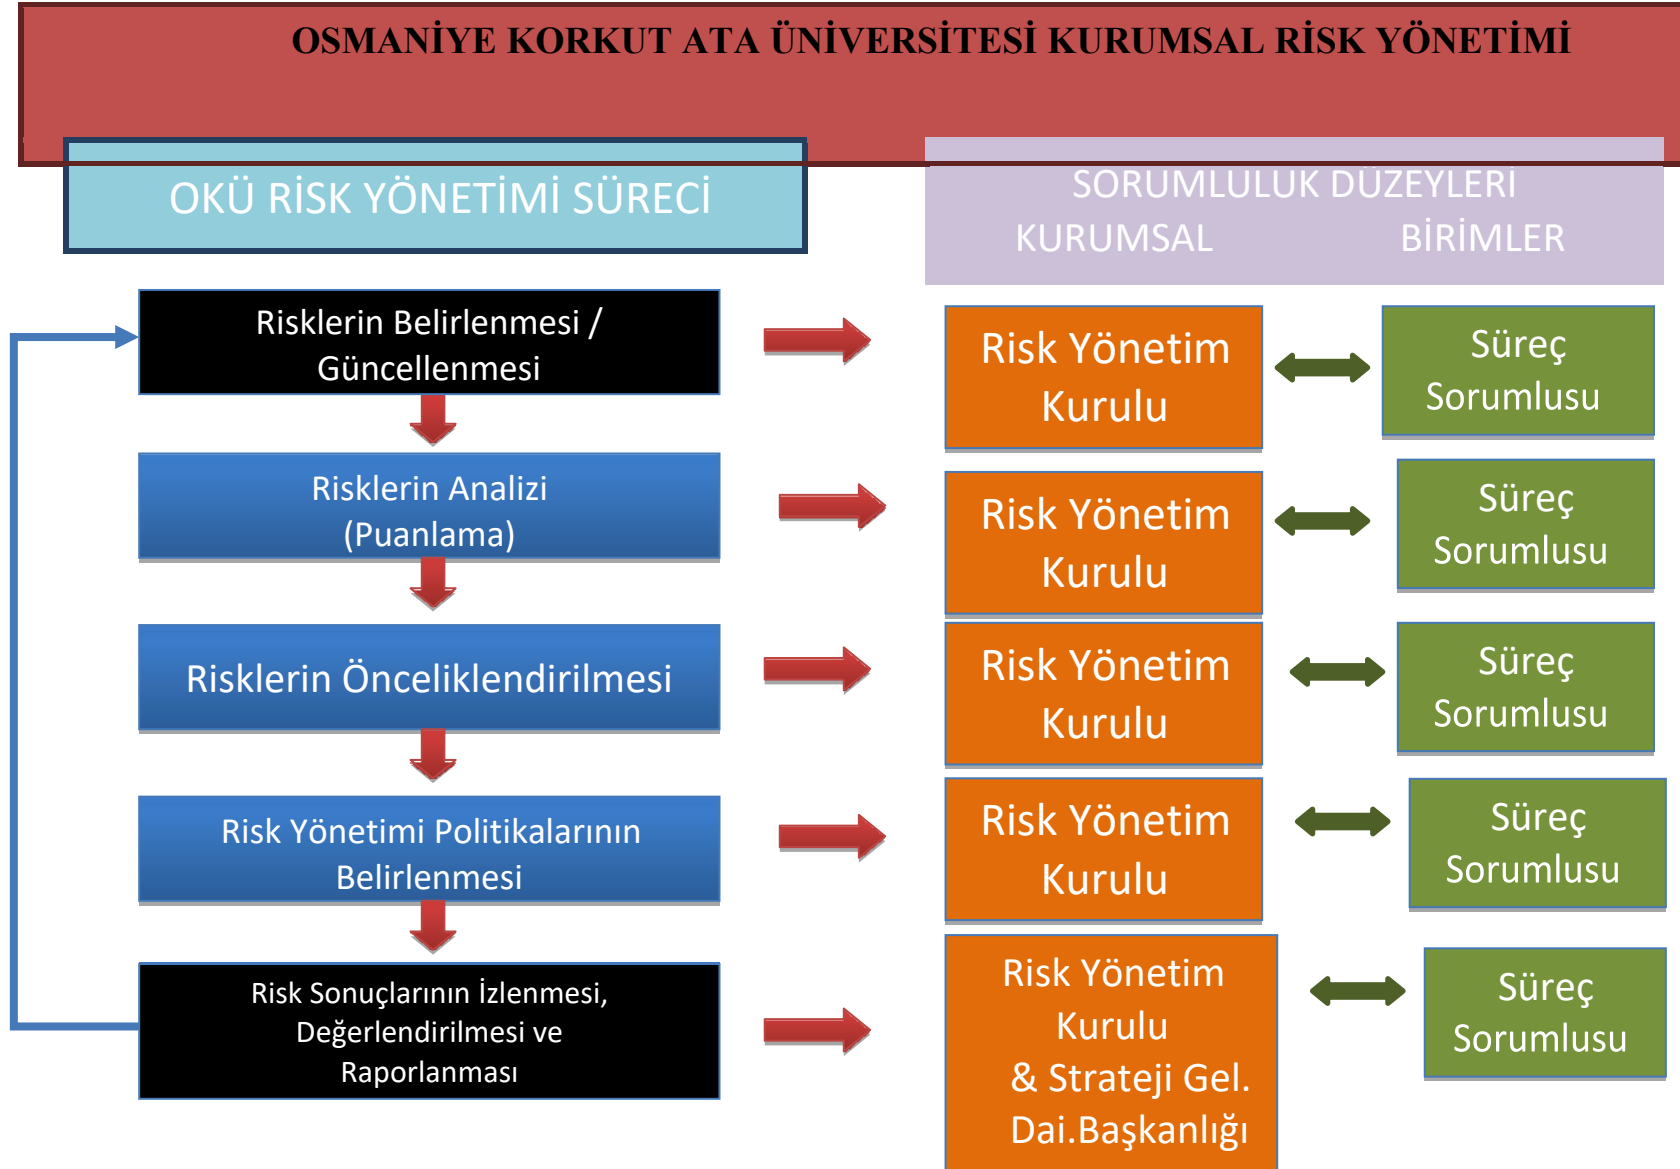 OSMANİYE KORKUT ATA ÜNİVERSİTESİ KURUMSAL RİSK YÖNETİMİ
OKÜ RİSK YÖNETİMİ SÜRECİ
SORUMLULUK DÜZEYLERİ
KURUMSAL BİRİMLER
Risklerin Belirlenmesi /
Güncellenmesi
Risk Yönetim
Kurulu
Süreç
Sorumlusu
Risklerin Analizi
(Puanlama)
Risk Yönetim
Kurulu
Süreç
Sorumlusu
Risklerin Önceliklendirilmesi
Risk Yönetim
Kurulu
Süreç
Sorumlusu
Risk Yönetimi Politikalarının
Belirlenmesi
Risk Yönetim
Kurulu
Süreç
Sorumlusu
Risk Sonuçlarının İzlenmesi,
Değerlendirilmesi ve
Raporlanması
Risk Yönetim
Kurulu
& Strateji Gel.
Dai.Başkanlığı
Süreç
Sorumlusu